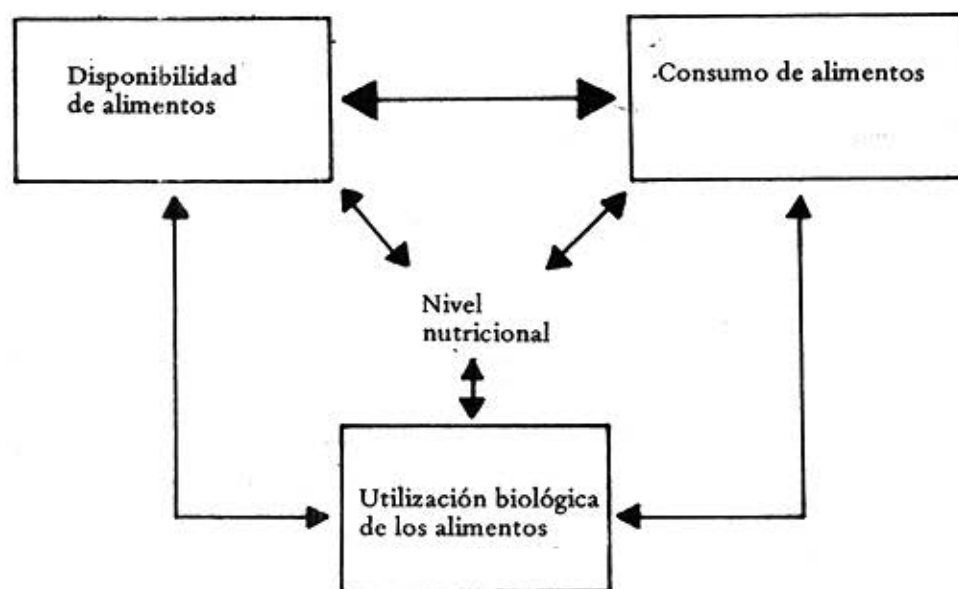 Disponibilidad
de alimentos
Consumo de alimentos
Nivel
nutricional
Utilización biológica
de los alimentos